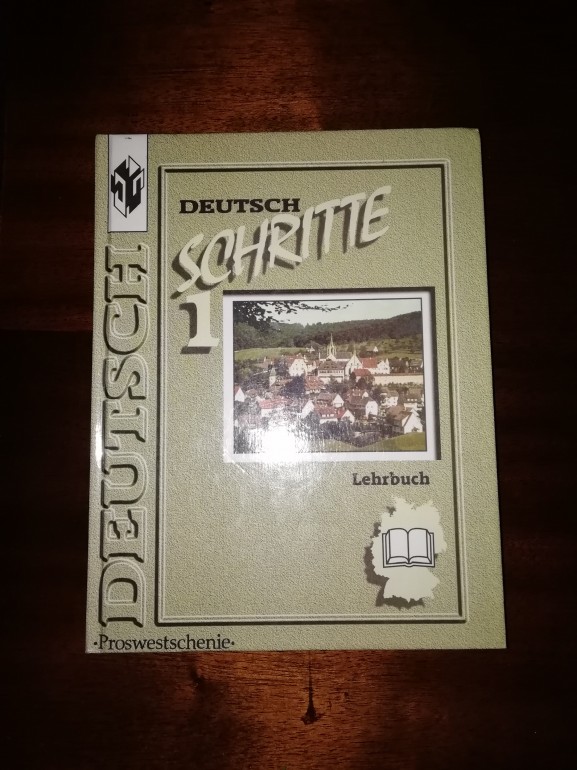 DEUTSCH
DEUTSCH
SCHRITTE
1
Lehrbuch
·Proswestschenie·